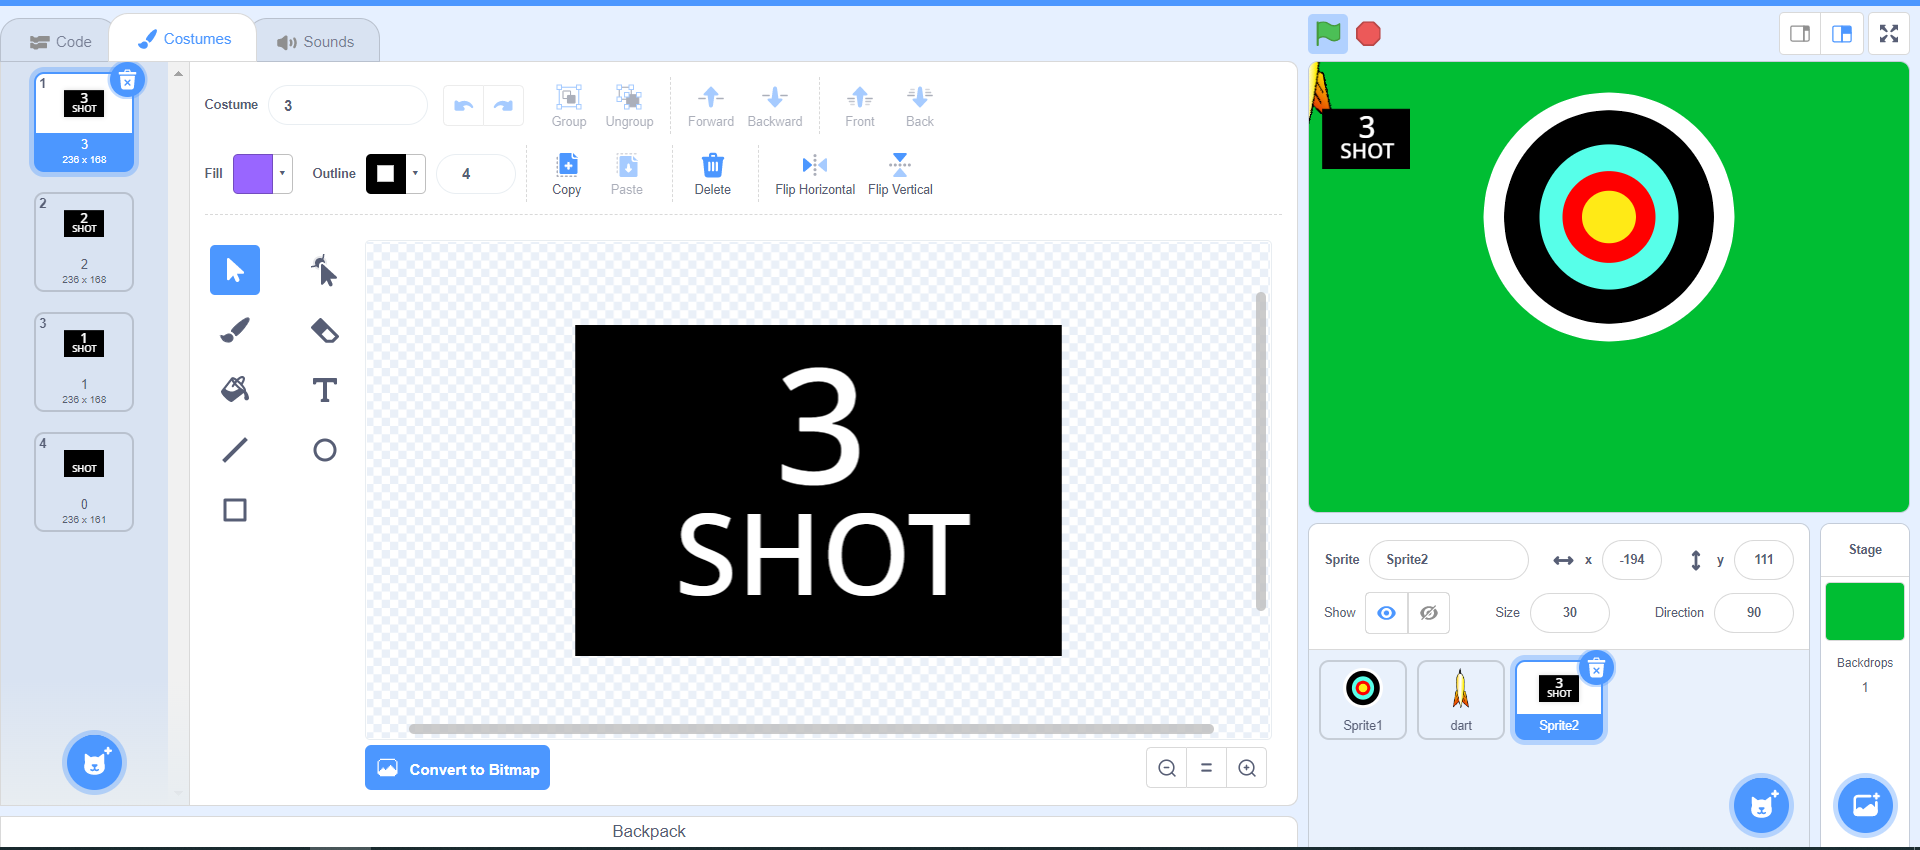 Code
Costumes
Sounds
1
3
SHOT
3
236 x 168
2
2
SHOT
2
236 x 168
3
1
SHOT
1
236 x 168
4
SHOT
0
236 x 161
Costume 3
Group Ungroup Forward Backward Front Back
Fill Outline 4
Copy Paste Delete Flip Horizontal Flip Vertical
3
SHOT
Convert to Bitmap
Backpack
3
SHOT
Sprite Sprite2 x -194 y 111
Show Size 30 Direction 90
Sprite1
dart
3
SHOT
Sprite2
Stage
Backdrops
1